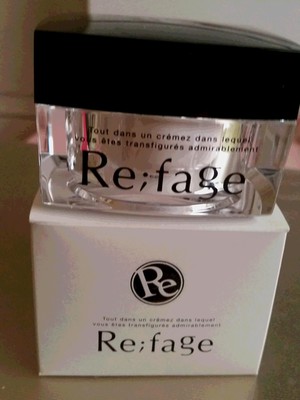 Tout dans un crémez dans lequel
vous êtes transfigurés admirablement
Re;fage
Re
Tout dans un crémez dans lequel
vous êtes transfigurés admirablement
Re;fage